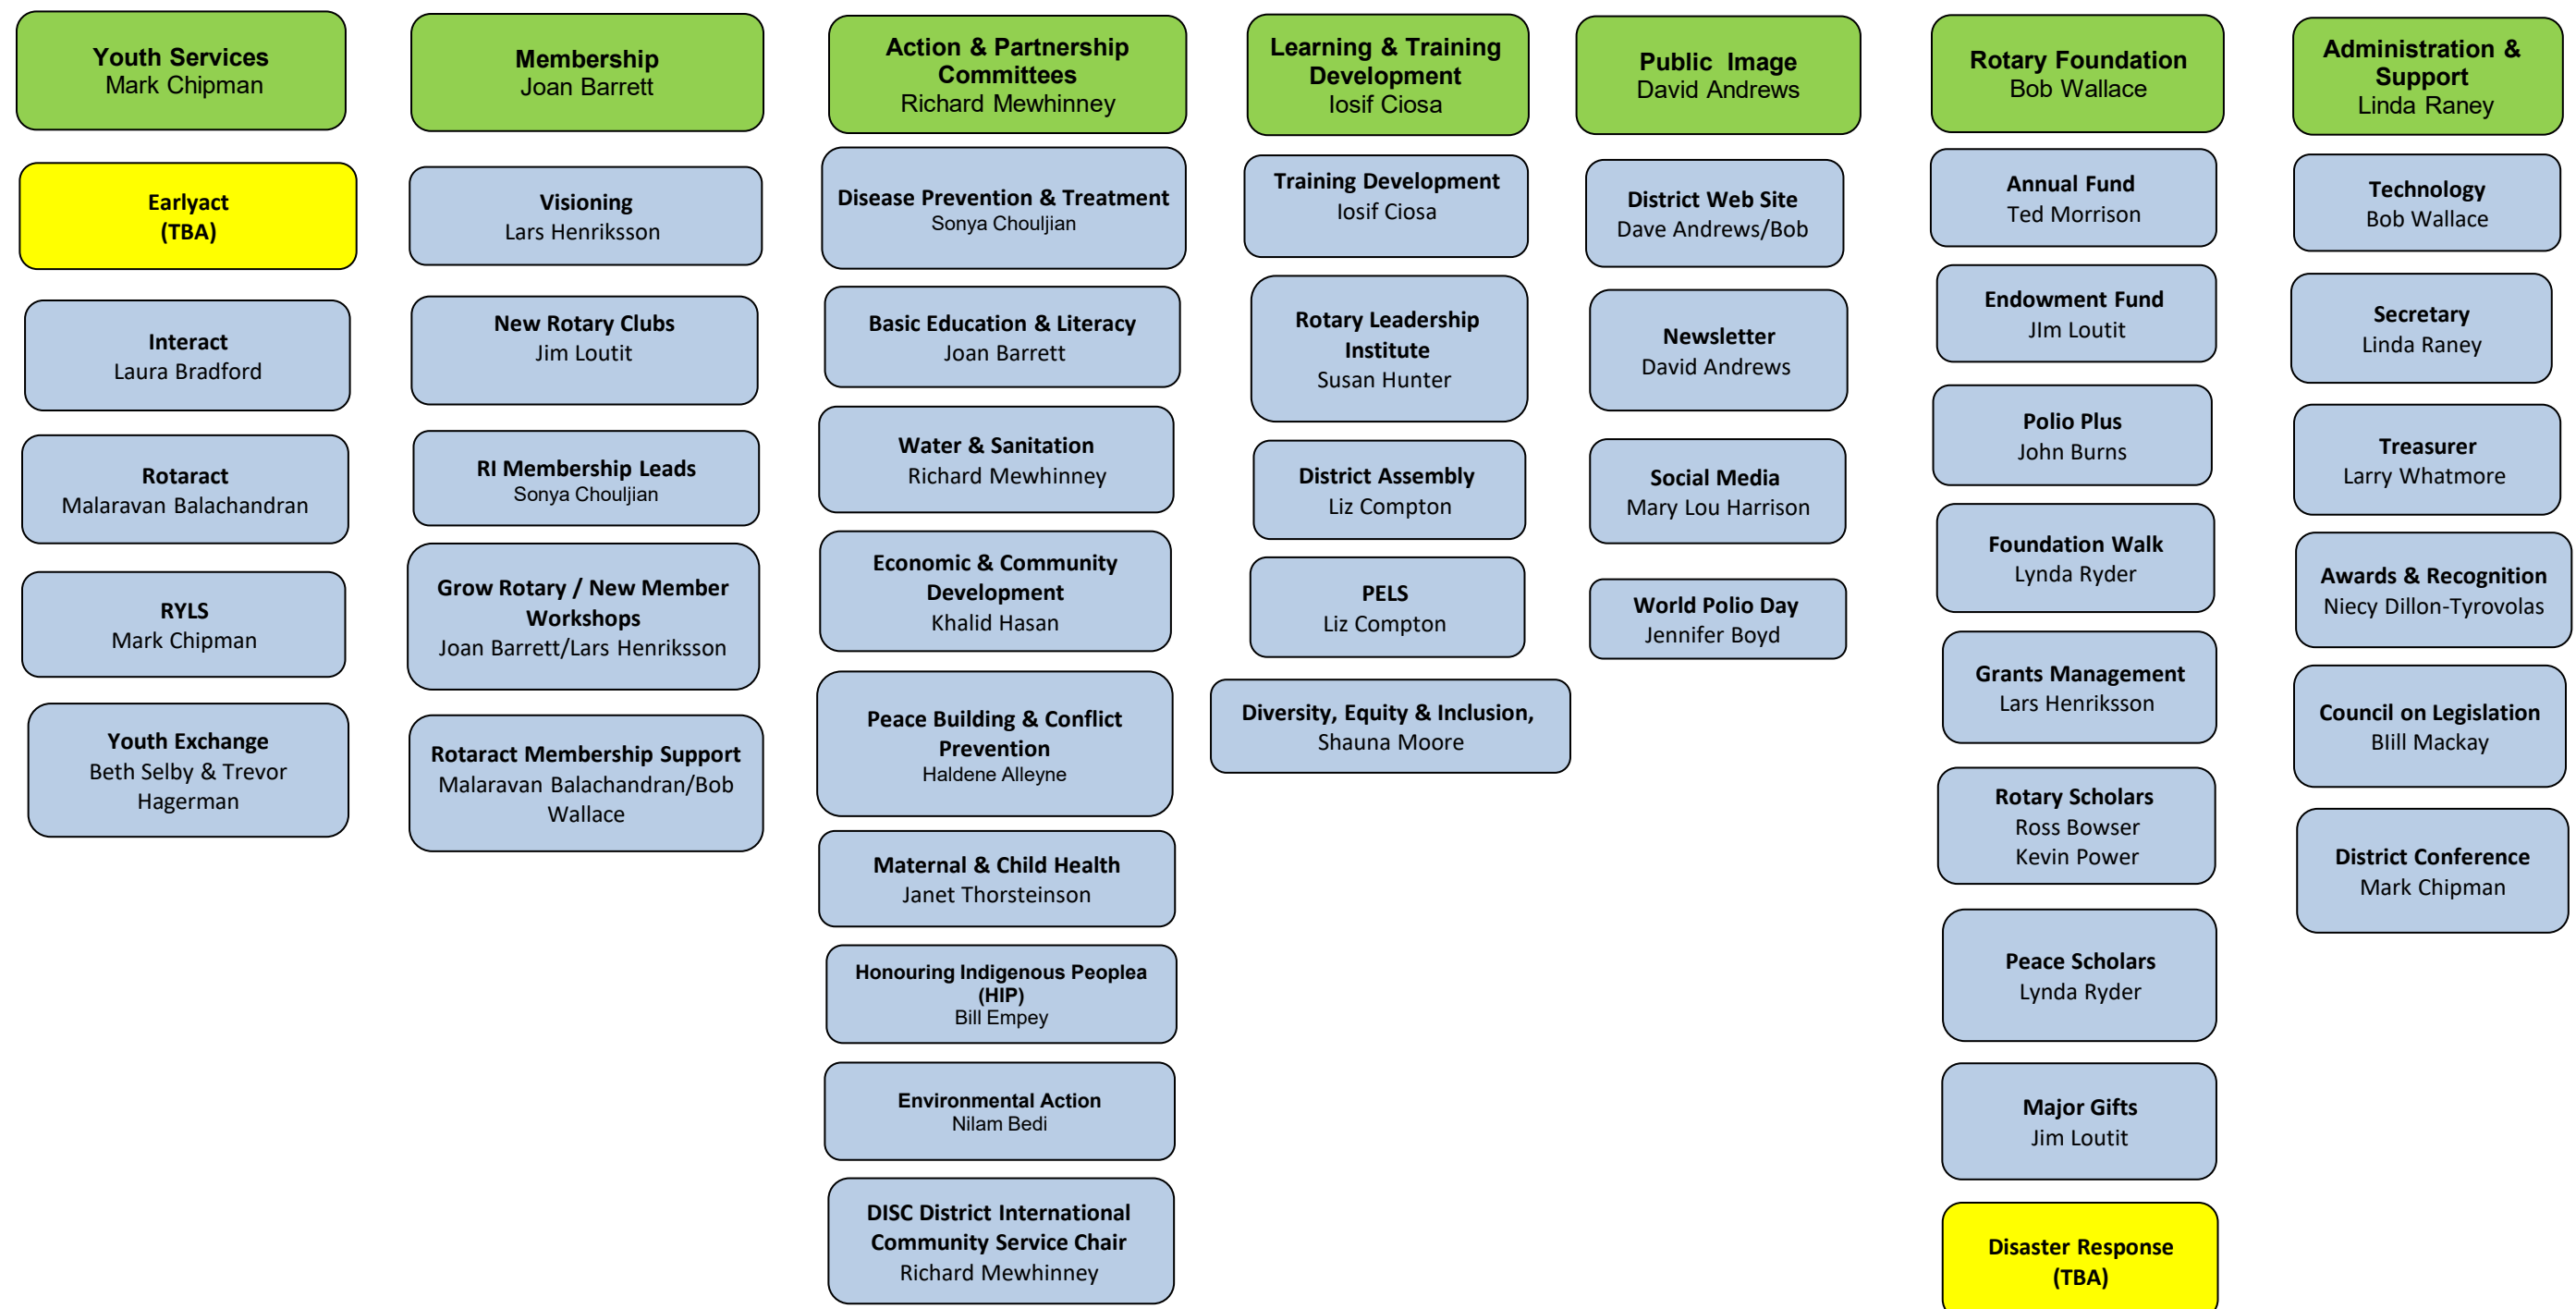 Youth Services
Mark Chipman
Earlyact
(TBA)
Interact
Laura Bradford
Rotaract
Malaravan Balachandran
RYLS
Mark Chipman
Youth Exchange
Beth Selby & Trevor
Hagerman
Membership
Joan Barrett
Visioning
Lars Henriksson
New Rotary Clubs
Jim Loutit
RI Membership Leads
Sonya Chouljian
Grow Rotary / New Member
Workshops
Joan Barrett/Lars Henriksson
Rotaract Membership Support
Malaravan Balachandran/Bob
Wallace
Action & Partnership
Committees
Richard Mewhinney
Disease Prevention & Treatment
Sonya Chouljian
Basic Education & Literacy
Joan Barrett
Water & Sanitation
Richard Mewhinney
Economic & Community
Development
Khalid Hasan
Peace Building & Conflict
Prevention
Haldene Alleyne
Maternal & Child Health
Janet Thorsteinson
Honouring Indigenous Peoplea
(HIP)
Bill Empey
Environmental Action
Nilam Bedi
DISC District International
Community Service Chair
Richard Mewhinney
Learning & Training
Development
Iosif Ciosa
Training Development
Iosif Ciosa
Rotary Leadership
Institute
Susan Hunter
District Assembly
Liz Compton
PELS
Liz Compton
Diversity, Equity & Inclusion,
Shauna Moore
Public Image
David Andrews
District Web Site
Dave Andrews/Bob
Newsletter
David Andrews
Social Media
Mary Lou Harrison
World Polio Day
Jennifer Boyd
Rotary Foundation
Bob Wallace
Annual Fund
Ted Morrison
Endowment Fund
JIm Loutit
Polio Plus
John Burns
Foundation Walk
Lynda Ryder
Grants Management
Lars Henriksson
Rotary Scholars
Ross Bowser
Kevin Power
Peace Scholars
Lynda Ryder
Major Gifts
Jim Loutit
Disaster Response
(TBA)
Administration &
Support
Linda Raney
Technology
Bob Wallace
Secretary
Linda Raney
Treasurer
Larry Whatmore
Awards & Recognition
Niecy Dillon-Tyrovolas
Council on Legislation
BIill Mackay
District Conference
Mark Chipman